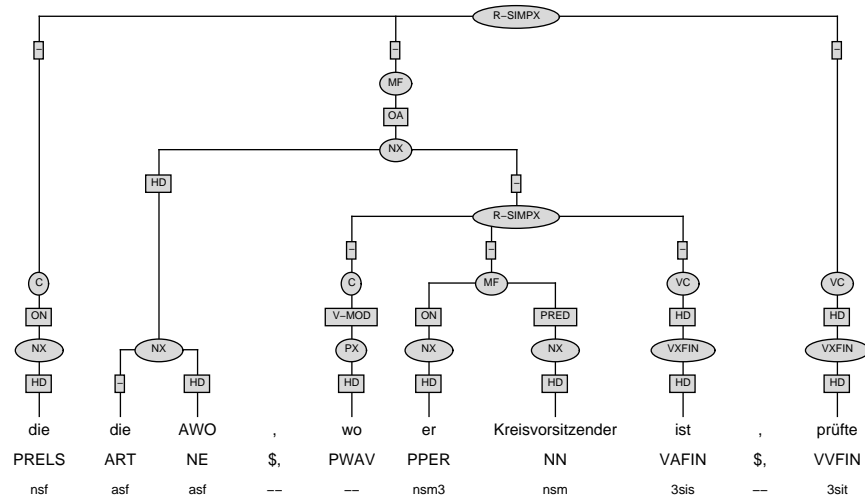 R−SIMPX
− − −
MF
OA
NX
HD −
R−SIMPX
− − −
C C MF VC VC
ON V−MOD ON PRED HD HD
NX NX PX NX NX VXFIN VXFIN
HD − HD HD HD HD HD HD
die die AWO , wo er Kreisvorsitzender ist , prüfte
PRELS ART NE $, PWAV PPER NN VAFIN $, VVFIN
nsf asf asf −− −− nsm3 nsm 3sis −− 3sit